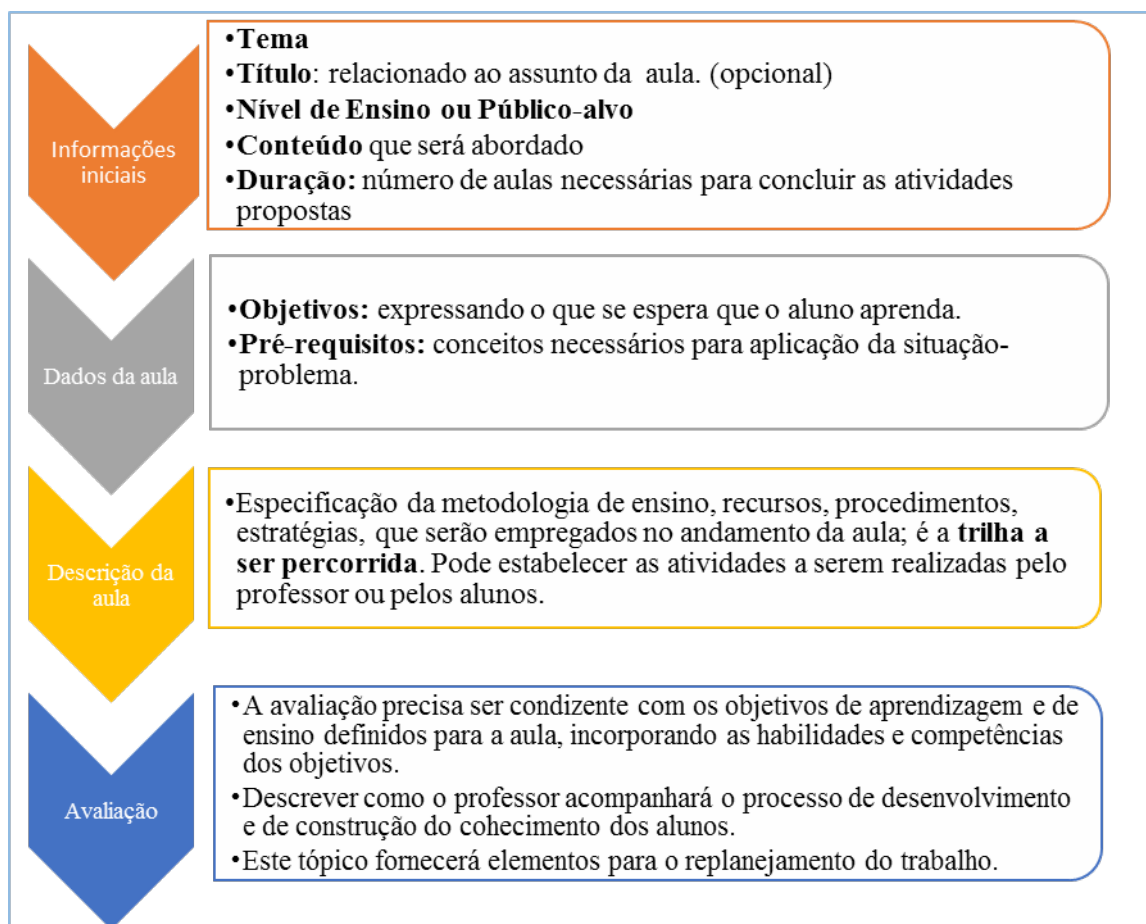 Informações
iniciais
•Tema
•Título: relacionado ao assunto da aula. (opcional)
•Nível de Ensino ou Público-alvo
•Conteúdo que será abordado
•Duração: número de aulas necessárias para concluir as atividades
propostas
Dados da aula
•Objetivos: expressando o que se espera que o aluno aprenda.
•Pré-requisitos: conceitos necessários para aplicação da situação-
problema.
Descrição da
aula
•Especificação da metodologia de ensino, recursos, procedimentos,
estratégias, que serão empregados no andamento da aula; é a trilha a
ser percorrida. Pode estabelecer as atividades a serem realizadas pelo
professor ou pelos alunos.
Avaliação
•A avaliação precisa ser condizente com os objetivos de aprendizagem e de
ensino definidos para a aula, incorporando as habilidades e competências
dos objetivos.
•Descrever como o professor acompanhará o processo de desenvolvimento
e de construção do cohecimento dos alunos.
•Este tópico fornecerá elementos para o replanejamento do trabalho.